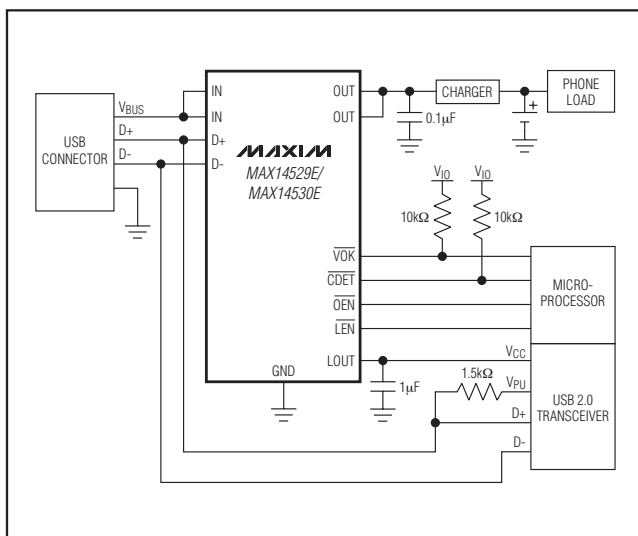 USB
CONNECTOR
VBUS
D+
D-
IN
IN
D+
D-
MAXIM
MAX14529E/
MAX14530E
OUT
OUT
VOK
CDET
OEN
LEN
LOUT
GND
0.1µF
CHARGER
+
PHONE
LOAD
VIO
VIO
10kΩ
10kΩ
MICRO-
PROCESSOR
1µF
1.5kΩ
VCC
VPU
D+
D-
USB 2.0
TRANSCEIVER